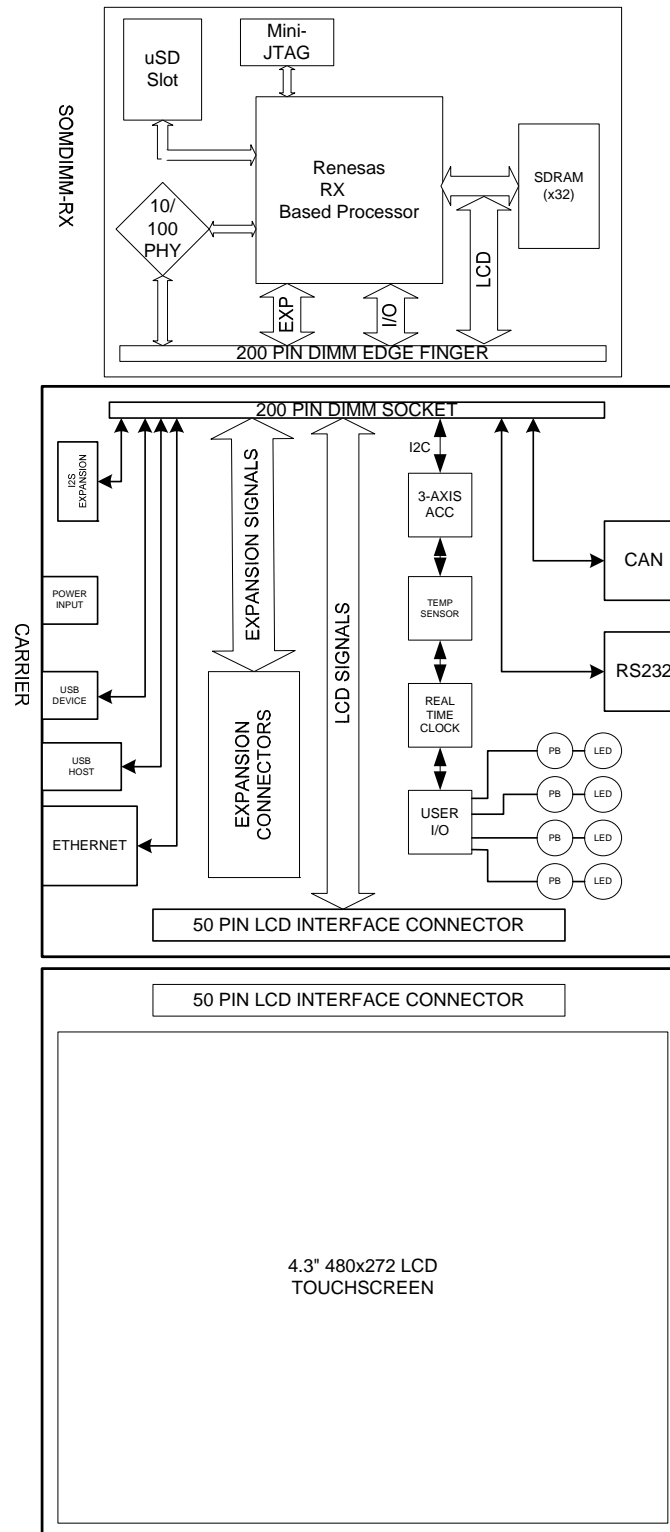 SOMDIMM-RX
uSD
Slot
Mini-
JTAG
Renesas
RX
Based Processor
SDRAM
(x32)
10/
100
PHY
EXP
I/O
LCD
200 PIN DIMM EDGE FINGER
CARRIER
200 PIN DIMM SOCKET
I2S
EXPANSION
POWER
INPUT
USB
DEVICE
USB
HOST
ETHERNET
EXPANSION SIGNALS
EXPANSION
CONNECTORS
LCD SIGNALS
I2C
3-AXIS
ACC
TEMP
SENSOR
REAL
TIME
CLOCK
USER
I/O
CAN
RS232
PB LED
PB LED
PB LED
PB LED
50 PIN LCD INTERFACE CONNECTOR
50 PIN LCD INTERFACE CONNECTOR
4.3" 480x272 LCD
TOUCHSCREEN